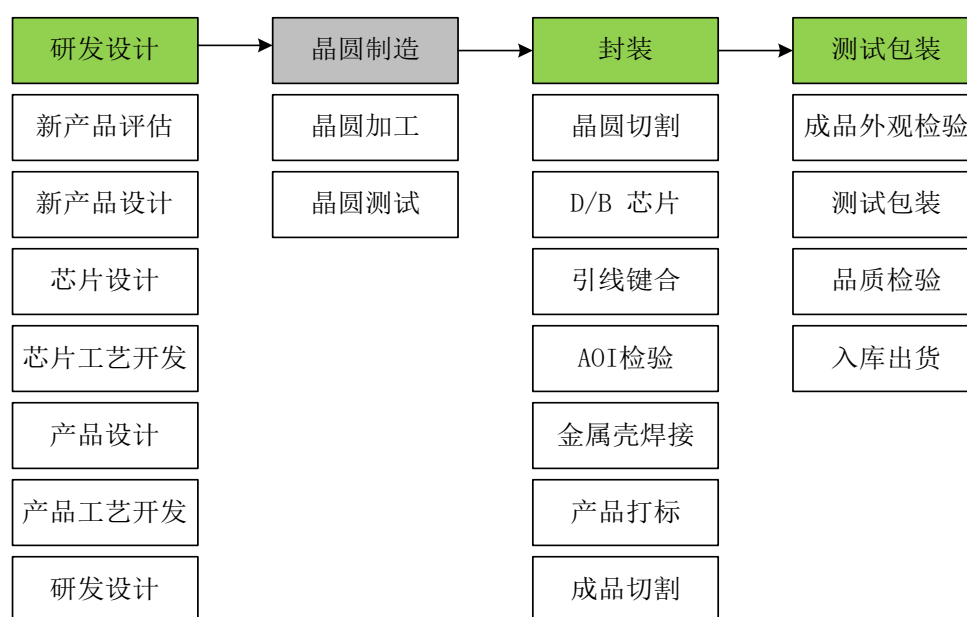 研发设计
新产品评估
新产品设计
芯片设计
芯片工艺开发
产品设计
产品工艺开发
研发设计
晶圆制造
晶圆加工
晶圆测试
封装
晶圆切割
D/B 芯片
引线键合
AOI检验
金属壳焊接
产品打标
成品切割
测试包装
成品外观检验
测试包装
品质检验
入库出货